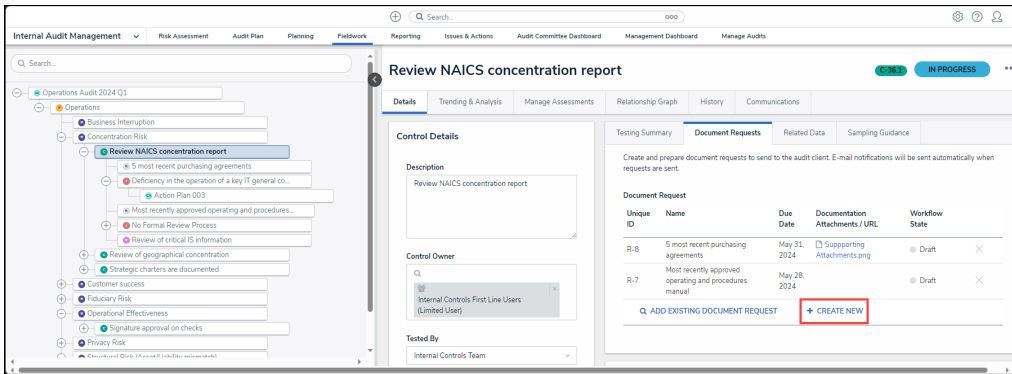 Search...
Internal Audit Management
Risk Assessment
Audit Plan
Planning
Fieldwork
Reporting
Issues & Actions
Audit Committee Dashboard
Management Dashboard
Manage Audits
Search...
Operations Audit 2024 Q1
Operations
Business Interruption
Concentration Risk
Review NAICS concentration report
5 most recent purchasing agreements
Deficiency in the operation of a key IT general co...
Action Plan 003
Most recently approved operating and procedures...
No Formal Review Process
Review of critical IS information
Review of geographical concentration
Strategic charters are documented
Customer success
Fiduciary Risk
Operational Effectiveness
Signature approval on checks
Privacy Risk
Structural Risk (Asset/Liability mismatch)
Review NAICS concentration report
C-36.1
IN PROGRESS
Details
Trending & Analysis
Manage Assessments
Relationship Graph
History
Communications
Control Details
Description
Review NAICS concentration report
Control Owner
Internal Controls First Line Users
(Limited User)
Tested By
Internal Controls Team
Testing Summary
Document Requests
Related Data
Sampling Guidance
Create and prepare document requests to send to the audit client. E-mail notifications will be sent automatically when
requests are sent.
Document Request
Unique ID
Name
Due Date
Documentation Attachments / URL
Workflow State
R-8
5 most recent purchasing
agreements
May 31,
2024
Suppporting
Attachments.png
Draft
R-7
Most recently approved
operating and procedures
manual
May 28,
2024
Draft
ADD EXISTING DOCUMENT REQUEST
+ CREATE NEW